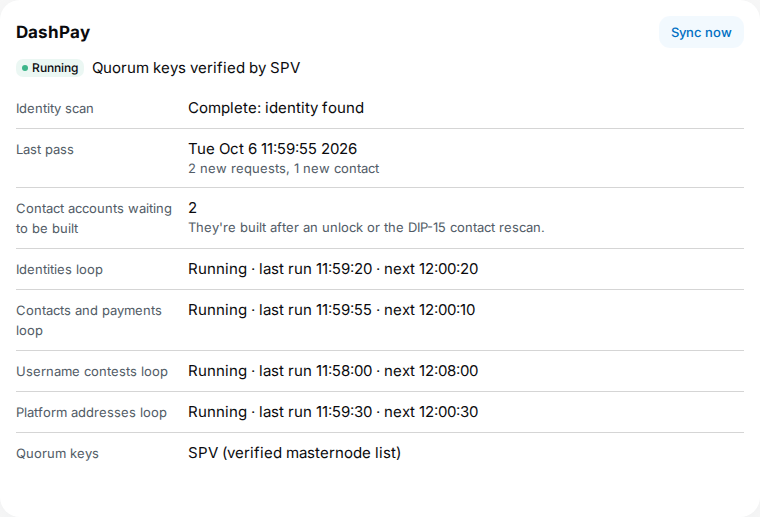 DashPay
Sync now
Running
Quorum keys verified by SPV
Identity scan
Complete: identity found
Last pass
Tue Oct 6 11:59:55 2026
2 new requests, 1 new contact
Contact accounts waiting
to be built
2
They're built after an unlock or the DIP-15 contact rescan.
Identities loop
Running · last run 11:59:20 · next 12:00:20
Contacts and payments
loop
Running · last run 11:59:55 · next 12:00:10
Username contests loop
Running · last run 11:58:00 · next 12:08:00
Platform addresses loop
Running · last run 11:59:30 · next 12:00:30
Quorum keys
SPV (verified masternode list)